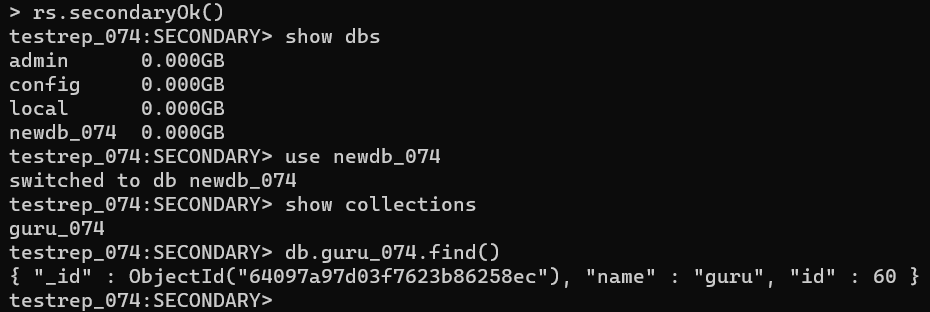 > rs.secondaryOk()
testrep_074:SECONDARY> show dbs
admin       0.000GB
config      0.000GB
local       0.000GB
newdb_074  0.000GB
testrep_074:SECONDARY> use newdb_074
switched to db newdb_074
testrep_074:SECONDARY> show collections
guru_074
testrep_074:SECONDARY> db.guru_074.find()
{ "_id" : ObjectId("64097a97d03f7623b86258ec"), "name" : "guru", "id" : 60 }
testrep_074:SECONDARY>